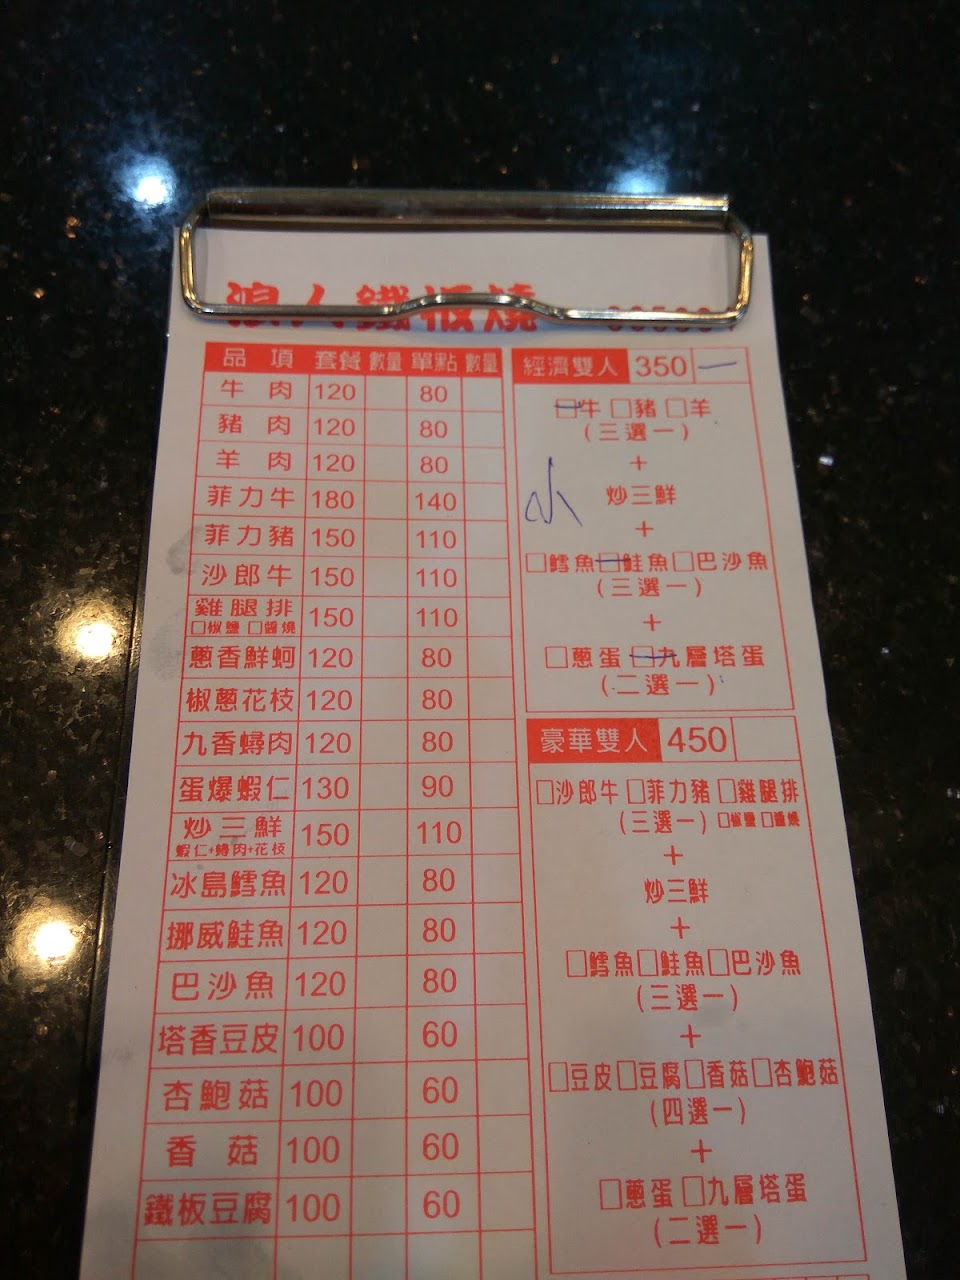 浪人鐵板燒
品項 套餐 數量 單點 數量
牛肉 120 80
豬肉 120 80
羊肉 120 80
菲力牛 180 140
菲力豬 150 110
沙郎牛 150 110
雞腿排 150 110
□椒鹽 □醬燒
蔥香鮮蚵 120 80
椒蔥花枝 120 80
九香蟳肉 120 80
蛋爆蝦仁 130 90
炒三鮮 150 110
蝦仁+蟳肉+花枝
冰島鱈魚 120 80
挪威鮭魚 120 80
巴沙魚 120 80
塔香豆皮 100 60
杏鮑菇 100 60
香菇 100 60
鐵板豆腐 100 60
經濟雙人 350 一
□牛 □豬 □羊
(三選一)
+
炒三鮮
小
+
□鱈魚□鮭魚□巴沙魚
(三選一)
+
□蔥蛋 □九層塔蛋
(二選一)
豪華雙人 450
□沙郎牛 □菲力豬 □雞腿排
(三選一) □椒鹽 □醬燒
+
炒三鮮
+
□鱈魚□鮭魚□巴沙魚
(三選一)
+
□豆皮□豆腐□香菇□杏鮑菇
(四選一)
+
□蔥蛋 □九層塔蛋
(二選一)